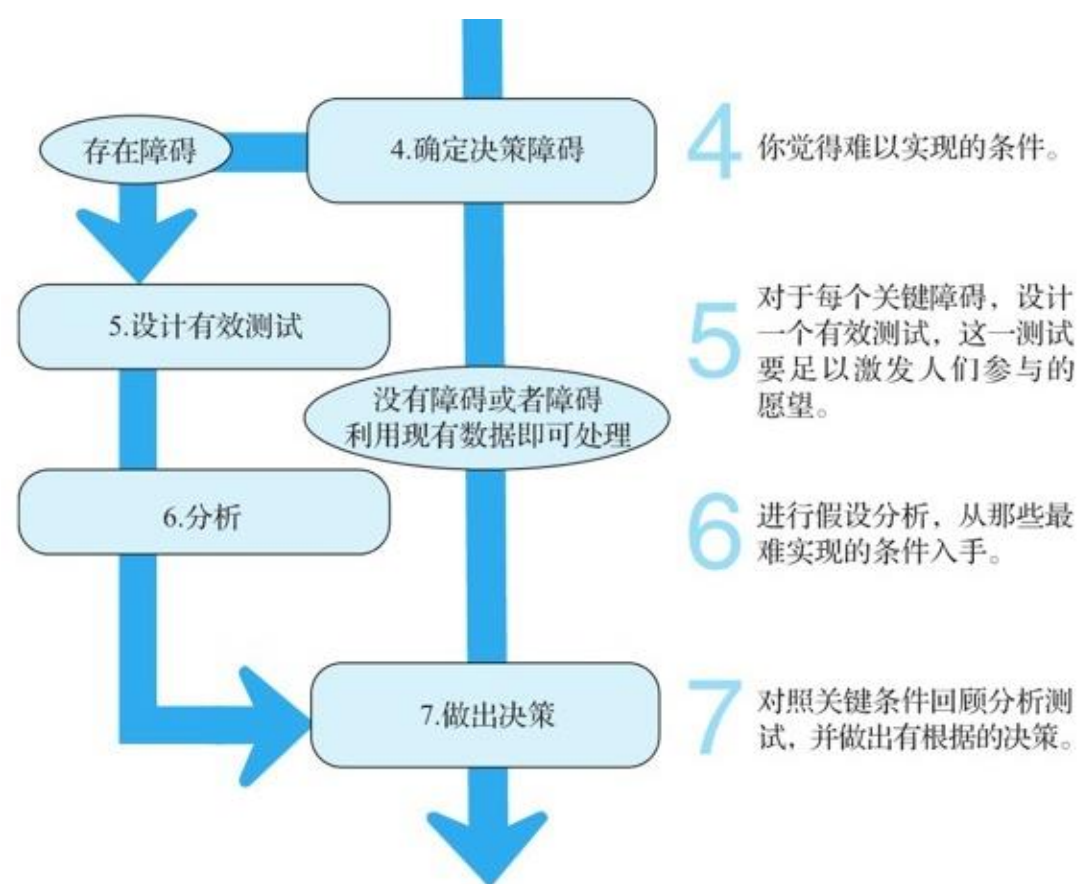 存在障碍
4.确定决策障碍
4
你觉得难以实现的条件。
5.设计有效测试
5
对于每个关键障碍，设计
一个有效测试，这一测试
要足以激发人们参与的
愿望。
没有障碍或者障碍
利用现有数据即可处理
6.分析
6
进行假设分析，从那些最
难实现的条件入手。
7.做出决策
7
对照关键条件回顾分析测
试，并做出有根据的决策。